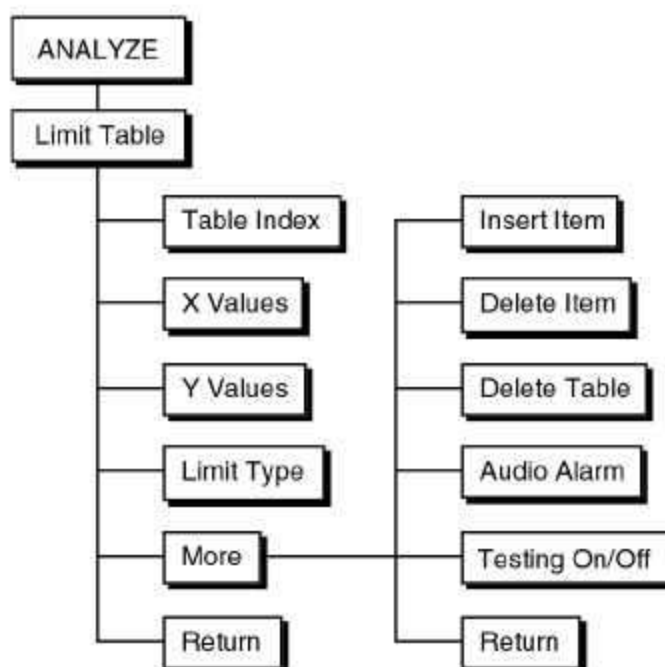 ANALYZE
Limit Table
Table Index
X Values
Y Values
Limit Type
More
Return
Insert Item
Delete Item
Delete Table
Audio Alarm
Testing On/Off
Return